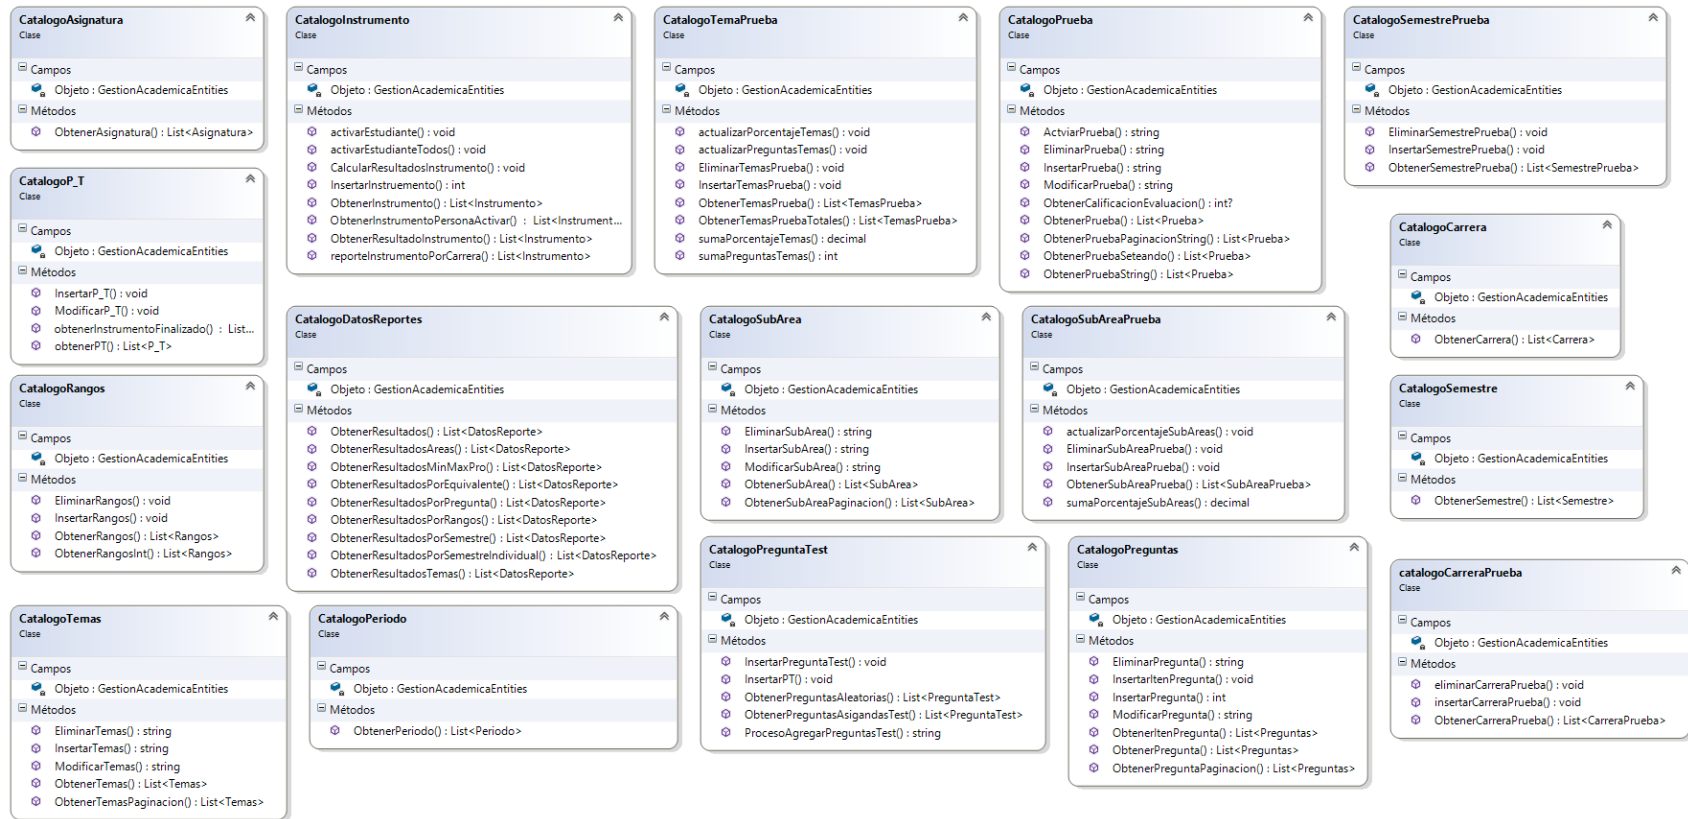 CatalogoAsignatura
Clase
Campos
Objeto : GestionAcademicaEntities
Métodos
ObtenerAsignatura() : List<Asignatura>
CatalogoInstrumento
Clase
Campos
Objeto : GestionAcademicaEntities
Métodos
activarEstudiante() : void
activarEstudianteTodos() : void
CalcularResultadosInstrumento() : void
InsertarInstruemento() : int
ObtenerInstrumento() : List<Instrumento>
ObtenerInstrumentoPersonaActivar() : List<Instrument...
ObtenerResultadoInstrumento() : List<Instrumento>
reporteInstrumentoPorCarrera() : List<Instrumento>
CatalogoTemaPrueba
Clase
Campos
Objeto : GestionAcademicaEntities
Métodos
actualizarPorcentajeTemas() : void
actualizarPreguntasTemas() : void
EliminarTemasPrueba() : void
InsertarTemasPrueba() : void
ObtenerTemasPrueba() : List<TemasPrueba>
ObtenerTemasPruebaTotales() : List<TemasPrueba>
sumaPorcentajeTemas() : decimal
sumaPreguntasTemas() : int
CatalogoPrueba
Clase
Campos
Objeto : GestionAcademicaEntities
Métodos
ActviarPrueba() : string
EliminarPrueba() : string
InsertarPrueba() : string
ModificarPrueba() : string
ObtenerCalificacionEvaluacion() : int?
ObtenerPrueba() : List<Prueba>
ObtenerPruebaPaginacionString() : List<Prueba>
ObtenerPruebaSeteando() : List<Prueba>
ObtenerPruebaString() : List<Prueba>
CatalogoSemestrePrueba
Clase
Campos
Objeto : GestionAcademicaEntities
Métodos
EliminarSemestrePrueba() : void
InsertarSemestrePrueba() : void
ObtenerSemestrePrueba() : List<SemestrePrueba>
CatalogoP_T
Clase
Campos
Objeto : GestionAcademicaEntities
Métodos
InsertarP_T() : void
ModificarP_T() : void
obtenerInstrumentoFinalizado() : List...
obtenerPT() : List<P_T>
CatalogoCarrera
Clase
Campos
Objeto : GestionAcademicaEntities
Métodos
ObtenerCarrera() : List<Carrera>
CatalogoDatosReportes
Clase
Campos
Objeto : GestionAcademicaEntities
Métodos
ObtenerResultados() : List<DatosReporte>
ObtenerResultadosAreas() : List<DatosReporte>
ObtenerResultadosMinMaxPro() : List<DatosReporte>
ObtenerResultadosPorEquivalente() : List<DatosReporte>
ObtenerResultadosPorPregunta() : List<DatosReporte>
ObtenerResultadosPorRangos() : List<DatosReporte>
ObtenerResultadosPorSemestre() : List<DatosReporte>
ObtenerResultadosPorSemestreIndividual() : List<DatosReporte>
ObtenerResultadosTemas() : List<DatosReporte>
CatalogoSubArea
Clase
Campos
Objeto : GestionAcademicaEntities
Métodos
EliminarSubArea() : string
InsertarSubArea() : string
ModificarSubArea() : string
ObtenerSubArea() : List<SubArea>
ObtenerSubAreaPaginacion() : List<SubArea>
CatalogoSubAreaPrueba
Clase
Campos
Objeto : GestionAcademicaEntities
Métodos
actualizarPorcentajeSubAreas() : void
EliminarSubAreaPrueba() : void
InsertarSubAreaPrueba() : void
ObtenerSubAreaPrueba() : List<SubAreaPrueba>
sumaPorcentajeSubAreas() : decimal
CatalogoRangos
Clase
Campos
Objeto : GestionAcademicaEntities
Métodos
EliminarRangos() : void
InsertarRangos() : void
ObtenerRangos() : List<Rangos>
ObtenerRangosInt() : List<Rangos>
CatalogoSemestre
Clase
Campos
Objeto : GestionAcademicaEntities
Métodos
ObtenerSemestre() : List<Semestre>
CatalogoPreguntaTest
Clase
Campos
Objeto : GestionAcademicaEntities
Métodos
InsertarPreguntaTest() : void
InsertarPT() : void
ObtenerPreguntasAleatorias() : List<PreguntaTest>
ObtenerPreguntasAsigandasTest() : List<PreguntaTest>
ProcesoAgregarPreguntasTest() : string
CatalogoPreguntas
Clase
Campos
Objeto : GestionAcademicaEntities
Métodos
EliminarPregunta() : string
InsertarItenPregunta() : void
InsertarPregunta() : int
ModificarPregunta() : string
ObtenerItenPregunta() : List<Preguntas>
ObtenerPregunta() : List<Preguntas>
ObtenerPreguntaPaginacion() : List<Preguntas>
catalogoCarreraPrueba
Clase
Campos
Objeto : GestionAcademicaEntities
Métodos
eliminarCarreraPrueba() : void
insertarCarreraPrueba() : void
ObtenerCarreraPrueba() : List<CarreraPrueba>
CatalogoTemas
Clase
Campos
Objeto : GestionAcademicaEntities
Métodos
EliminarTemas() : string
InsertarTemas() : string
ModificarTemas() : string
ObtenerTemas() : List<Temas>
ObtenerTemasPaginacion() : List<Temas>
CatalogoPeriodo
Clase
Campos
Objeto : GestionAcademicaEntities
Métodos
ObtenerPeriodo() : List<Periodo>